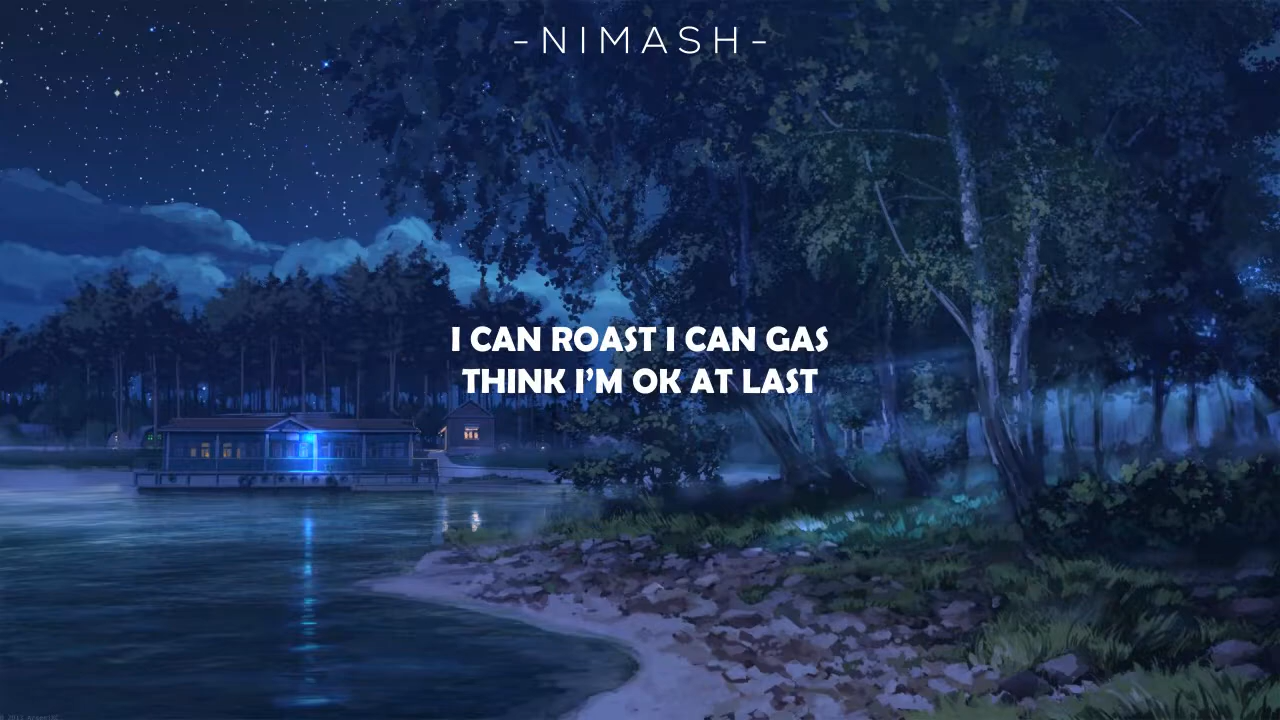 -NIMASH-
I CAN ROAST I CAN GAS
THINK I'M OK AT LAST